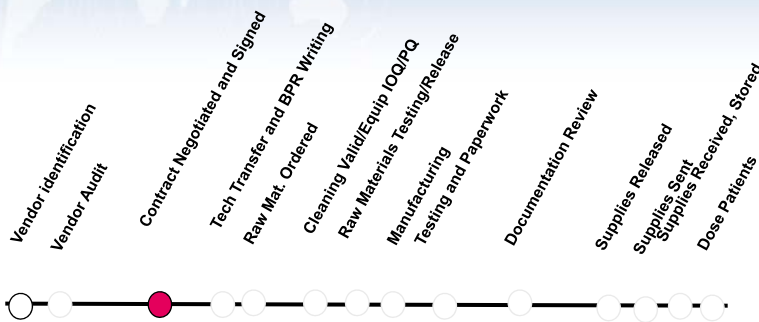 Vendor identification
Vendor Audit
Contract Negotiated and Signed
Tech Transfer and BPR Writing
Raw Mat. Ordered
Cleaning Valid/Equip IOQ/PQ
Raw Materials Testing/Release
Manufacturing
Testing and Paperwork
Documentation Review
Supplies Released
Supplies Sent
Supplies Received, Stored
Dose Patients